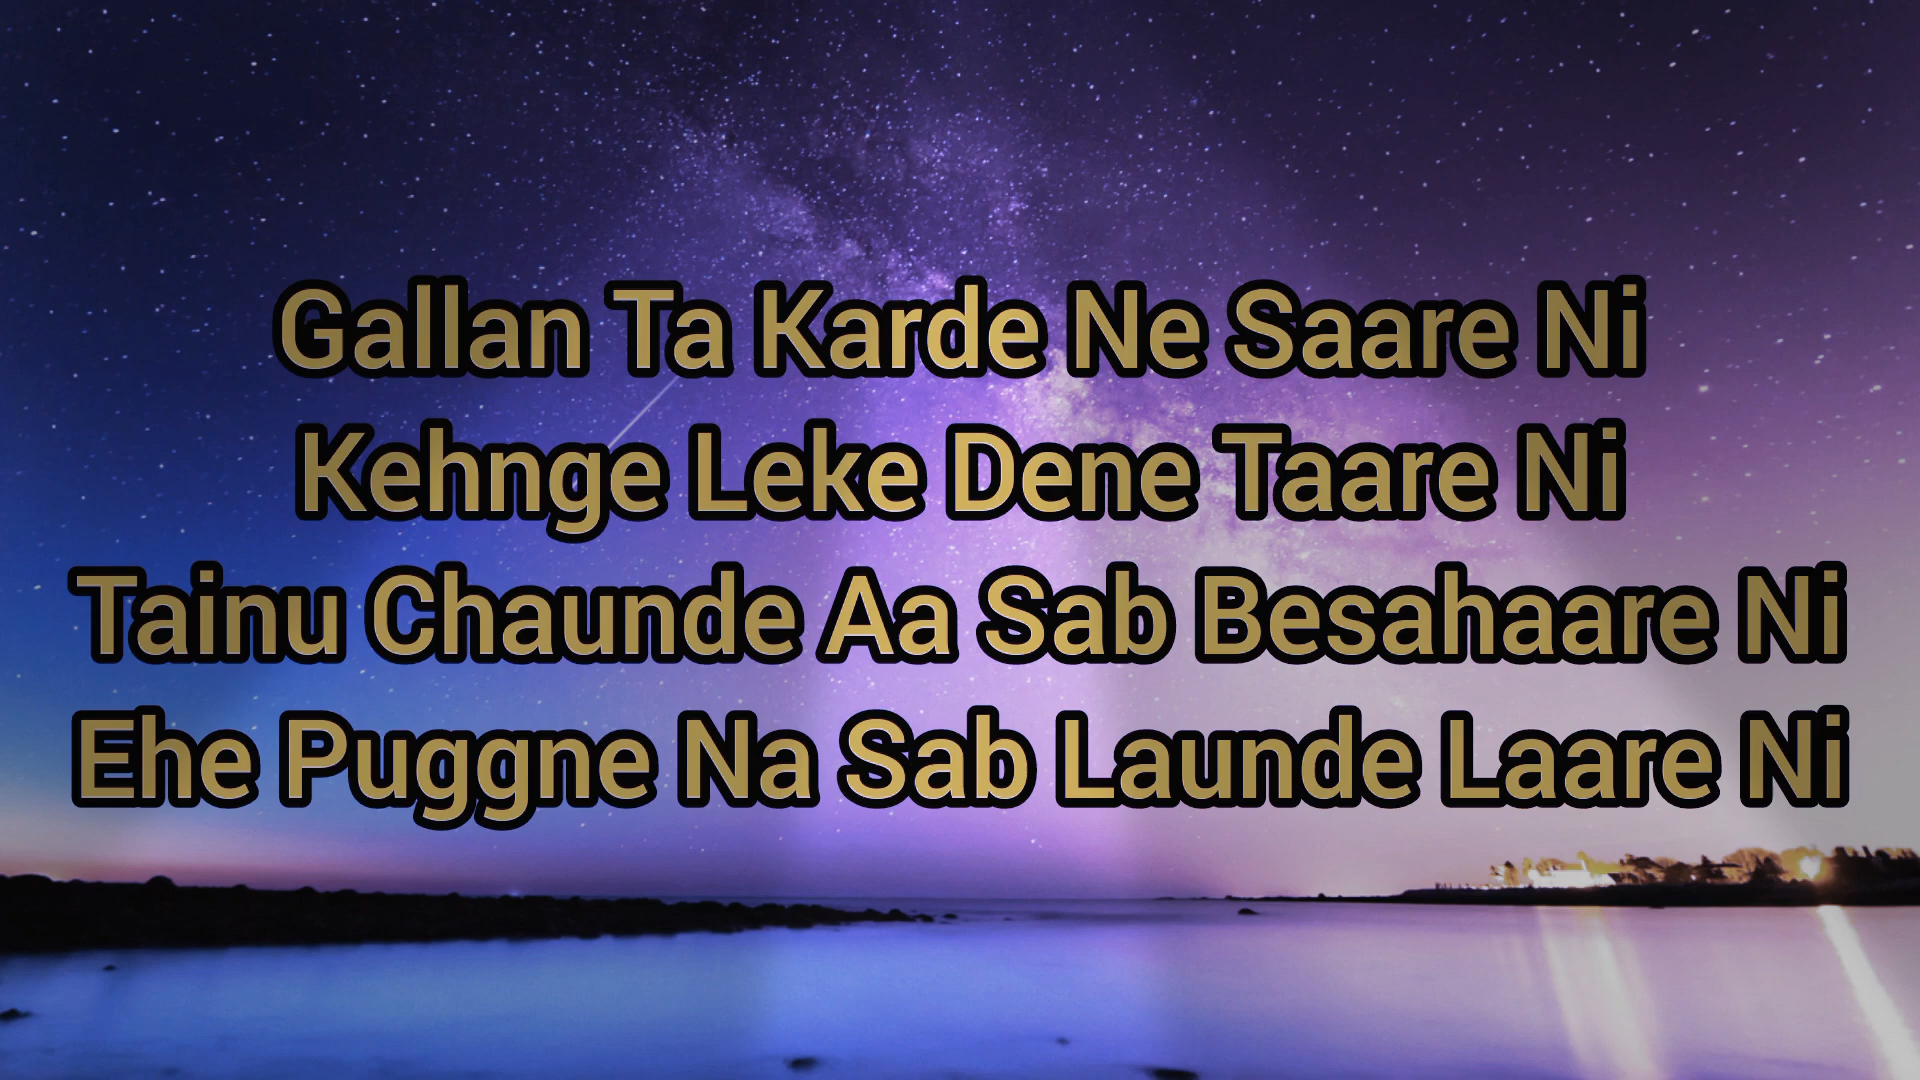 Gallan Ta Karde Ne Saare Ni
Kehnge Leke Dene Taare Ni
Tainu Chaunde Aa Sab Besahaare Ni
Ehe Puggne Na Sab Launde Laare Ni